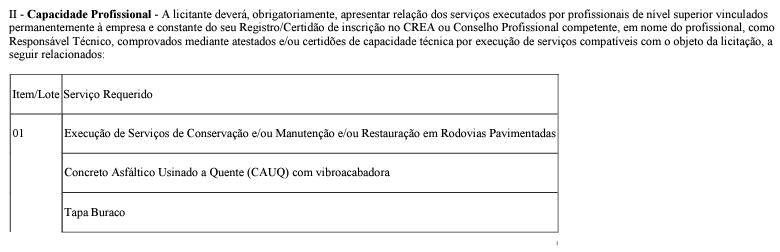 II - Capacidade Profissional - A licitante deverá, obrigatoriamente, apresentar relação dos serviços executados por profissionais de nível superior vinculados
permanentemente à empresa e constante do seu Registro/Certidão de inscrição no CREA ou Conselho Profissional competente, em nome do profissional, como
Responsável Técnico, comprovados mediante atestados e/ou certidões de capacidade técnica por execução de serviços compatíveis com o objeto da licitação, a
seguir relacionados:
Item/Lote Serviço Requerido
01 Execução de Serviços de Conservação e/ou Manutenção e/ou Restauração em Rodovias Pavimentadas
Concreto Asfáltico Usinado a Quente (CAUQ) com vibroacabadora
Tapa Buraco